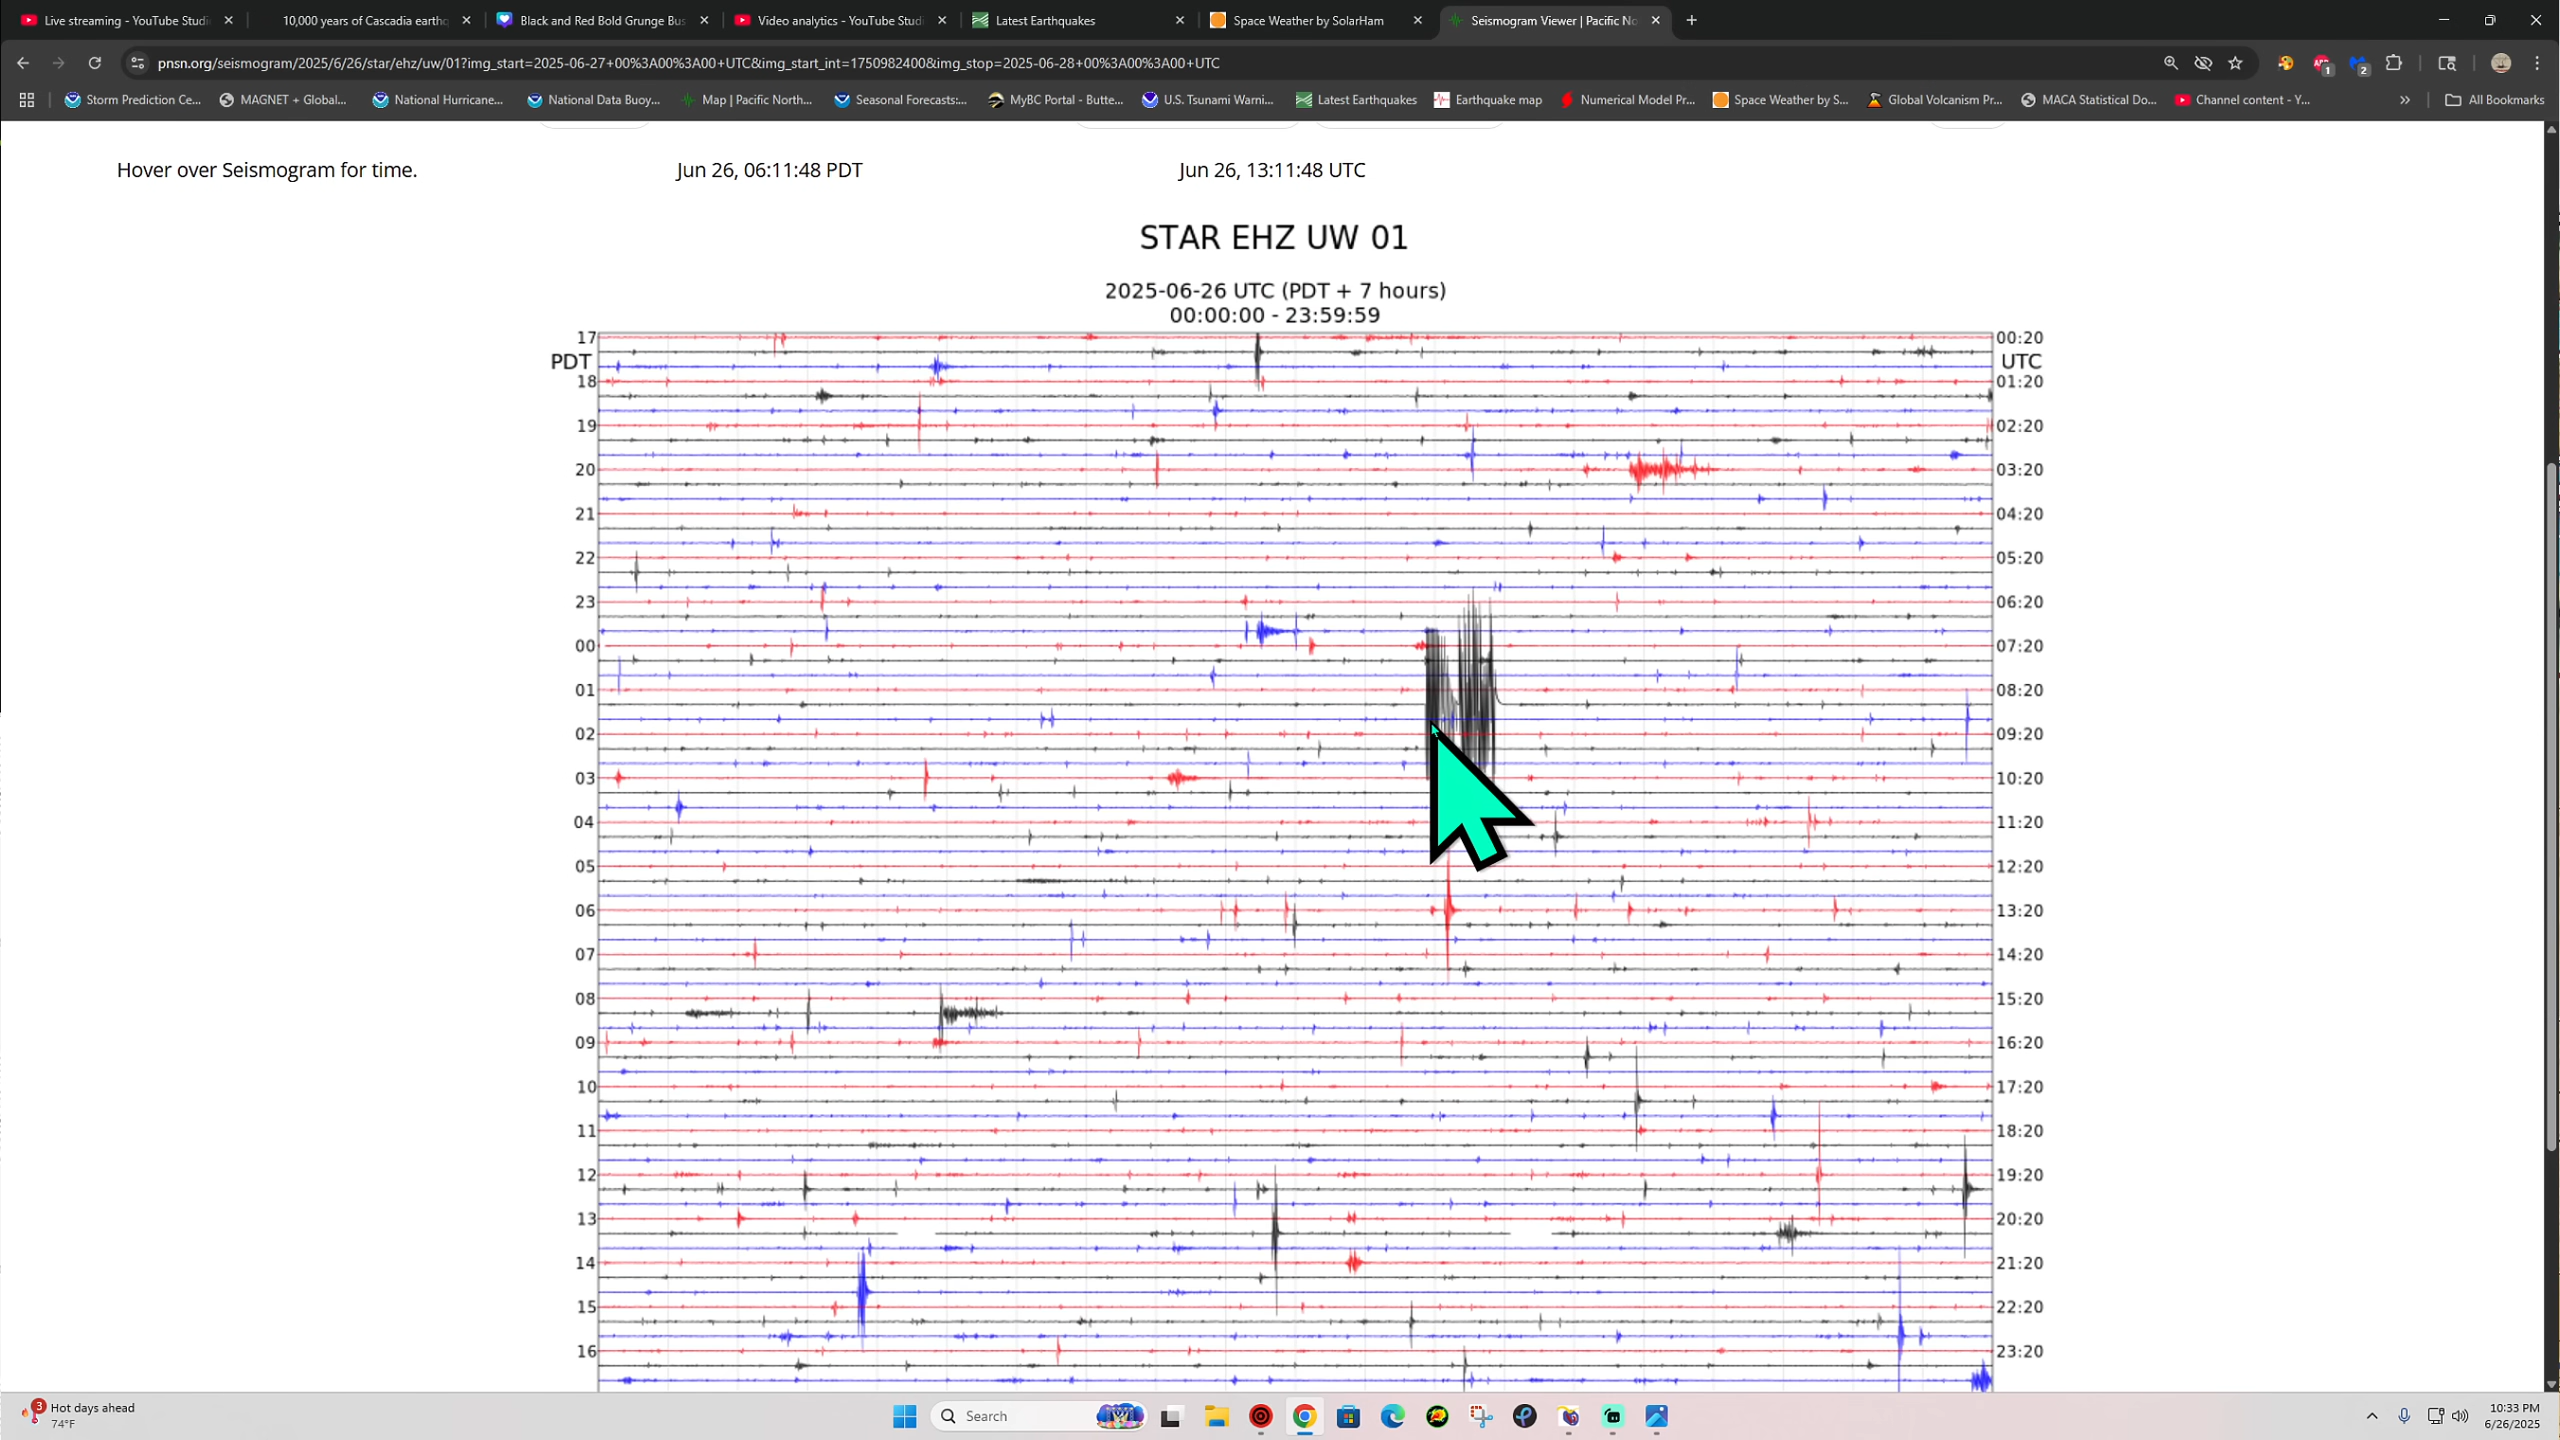 Live streaming - YouTube Studi
10,000 years of Cascadia earthq
Black and Red Bold Grunge Bus
Video analytics - YouTube Studi
Latest Earthquakes
Space Weather by SolarHam
Seismogram Viewer | Pacific No
pnsn.org/seismogram/2025/6/26/star/ehz/uw/01?img_start=2025-06-27+00%3A00%3A00+UTC&img_start_int=1750982400&img_stop=2025-06-28+00%3A00%3A00+UTC
1
2
Storm Prediction Ce...
MAGNET + Global...
National Hurricane...
National Data Buoy...
Map | Pacific North...
Seasonal Forecasts:...
MyBC Portal - Butte...
U.S. Tsunami Warni...
Latest Earthquakes
Earthquake map
Numerical Model Pr...
Space Weather by S...
Global Volcanism Pr...
MACA Statistical Do...
Channel content - Y...
All Bookmarks
Hover over Seismogram for time.
Jun 26, 06:11:48 PDT
Jun 26, 13:11:48 UTC
STAR EHZ UW 01
2025-06-26 UTC (PDT + 7 hours)
00:00:00 - 23:59:59
17 00:20
PDT UTC
18 01:20
19 02:20
20 03:20
21 04:20
22 05:20
23 06:20
00 07:20
01 08:20
02 09:20
03 10:20
04 11:20
05 12:20
06 13:20
07 14:20
08 15:20
09 16:20
10 17:20
11 18:20
12 19:20
13 20:20
14 21:20
15 22:20
16 23:20
3
Hot days ahead
74°F
Search
10:33 PM
6/26/2025